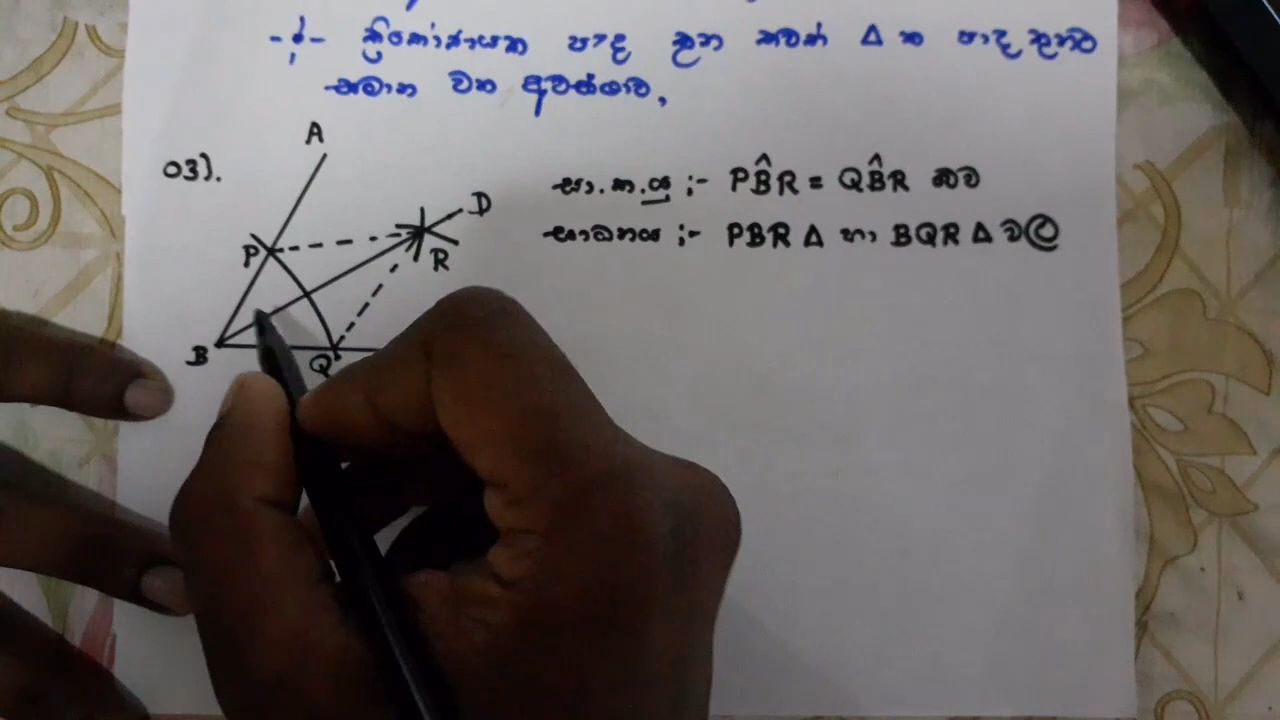 ත්‍රිකෝණයක පාද තුන තවත් Δ ක පාද තුනට
සමාන වන අවස්ථාව,
03).
A
D
P
R
B
Q
සා.ක.යු :- PB̂R = QB̂R බව
සාධනය :- PBR Δ හා BQR Δ වල